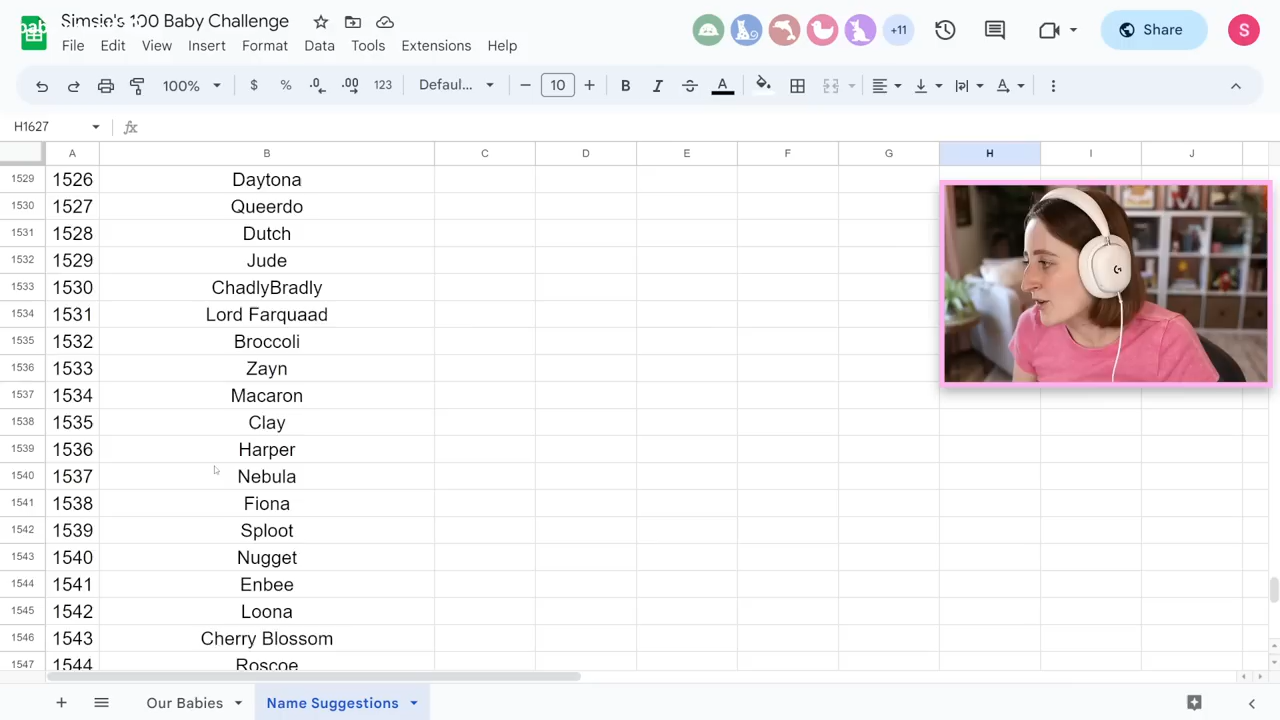 Simsie's 100 Baby Challenge
+11
Share
S
File Edit View Insert Format Data Tools Extensions Help
100% $ % .0 .00 123 Defaul... − 10 + B I A A
H1627 fx
A B C D E F G H I J
1529 1526 Daytona
1530 1527 Queerdo
1531 1528 Dutch
1532 1529 Jude
1533 1530 ChadlyBradly
1534 1531 Lord Farquaad
1535 1532 Broccoli
1536 1533 Zayn
1537 1534 Macaron
1538 1535 Clay
1539 1536 Harper
1540 1537 Nebula
1541 1538 Fiona
1542 1539 Sploot
1543 1540 Nugget
1544 1541 Enbee
1545 1542 Loona
1546 1543 Cherry Blossom
1547 1544 Roscoe
+ Our Babies Name Suggestions